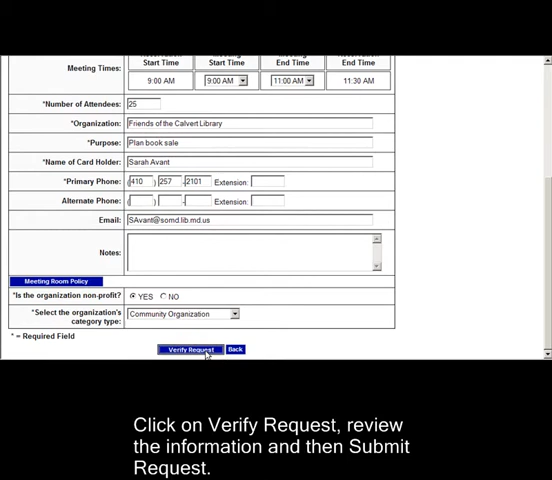 Start Time Start Time End Time End Time
Meeting Times:
9:00 AM 9:00 AM 11:00 AM 11:30 AM
*Number of Attendees: 25
*Organization: Friends of the Calvert Library
*Purpose: Plan book sale
*Name of Card Holder: Sarah Avant
*Primary Phone: (410 ) 257 -2101 Extension:
Alternate Phone: ( ) - Extension:
Email: SAvant@somd.lib.md.us
Notes:
Meeting Room Policy
*Is the organization non-profit? YES NO
*Select the organization's
category type: Community Organization
* = Required Field
Verify Request Back
Click on Verify Request, review
the information and then Submit
Request.